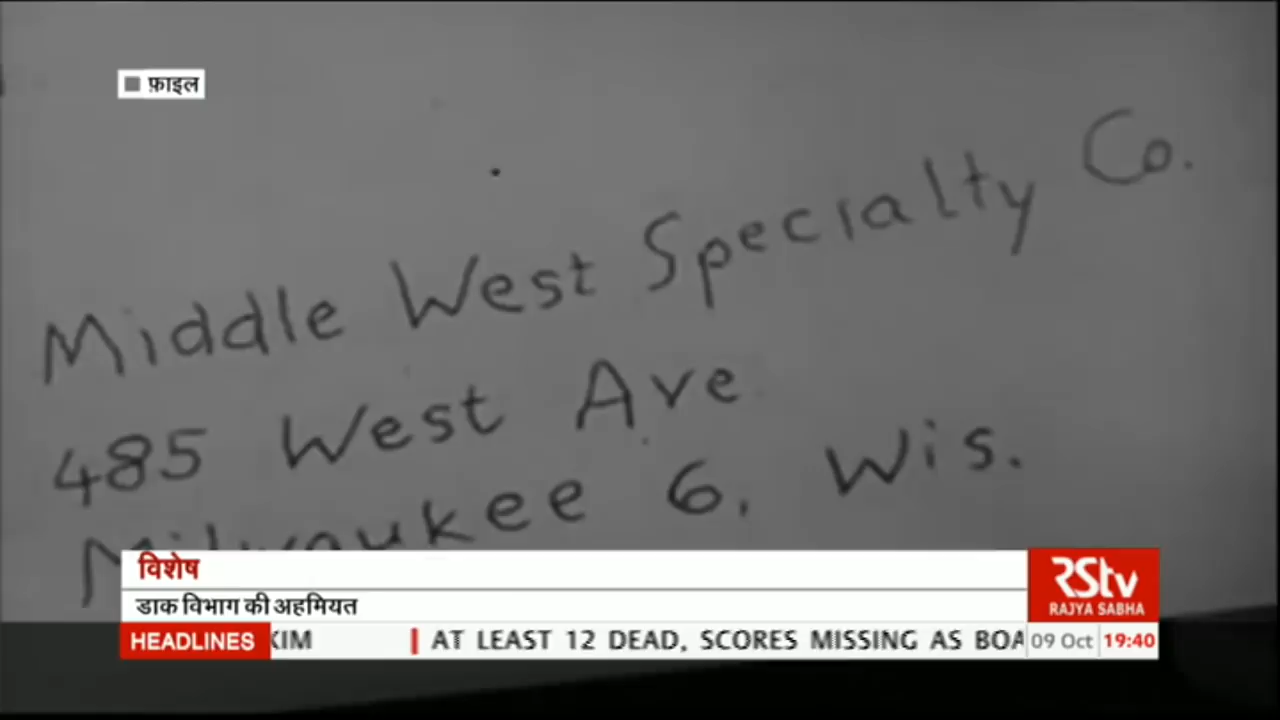 फ़ाइल
Middle West Specialty Co.
485 West Ave
Milwaukee 6, Wis.
विशेष
डाक विभाग की अहमियत
RSTV
RAJYA SABHA
HEADLINES KIM | AT LEAST 12 DEAD, SCORES MISSING AS BOA 09 Oct 19:40